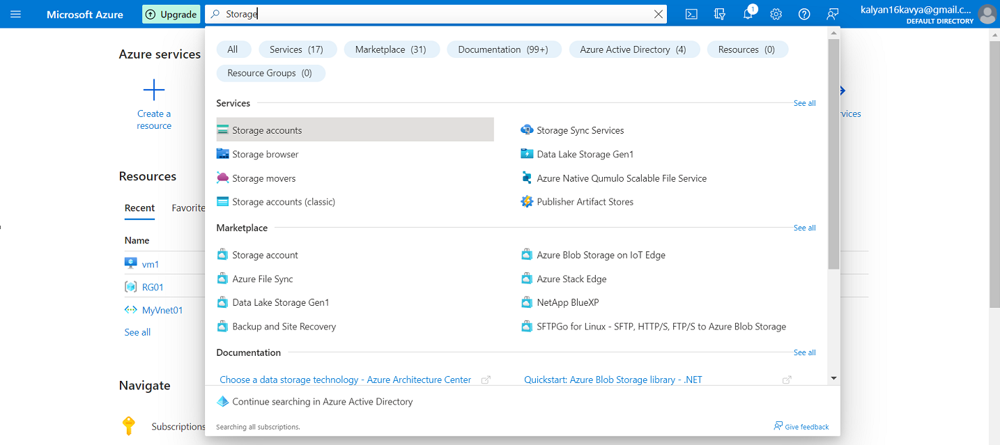 Microsoft Azure
Upgrade
Storage
1
kalyan16kavya@gmail.c...
DEFAULT DIRECTORY
Azure services
Create a
resource
Resources
Recent
Favorite
Name
vm1
RG01
MyVnet01
See all
Navigate
Subscriptions
All
Services (17)
Marketplace (31)
Documentation (99+)
Azure Active Directory (4)
Resources (0)
Resource Groups (0)
Services
See all
Storage accounts
Storage Sync Services
Storage browser
Data Lake Storage Gen1
Storage movers
Azure Native Qumulo Scalable File Service
Storage accounts (classic)
Publisher Artifact Stores
Marketplace
See all
Storage account
Azure Blob Storage on IoT Edge
Azure File Sync
Azure Stack Edge
Data Lake Storage Gen1
NetApp BlueXP
Backup and Site Recovery
SFTPGo for Linux - SFTP, HTTP/S, FTP/S to Azure Blob Storage
Documentation
See all
Choose a data storage technology - Azure Architecture Center
Quickstart: Azure Blob Storage library - .NET
Continue searching in Azure Active Directory
Searching all subscriptions.
Give feedback
vices